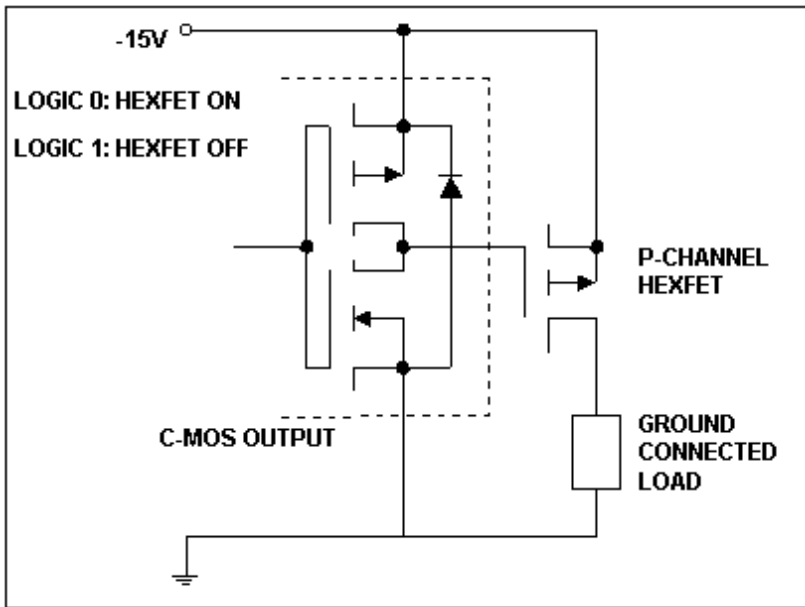 -15V
LOGIC 0: HEXFET ON
LOGIC 1: HEXFET OFF
P-CHANNEL
HEXFET
C-MOS OUTPUT
GROUND
CONNECTED
LOAD